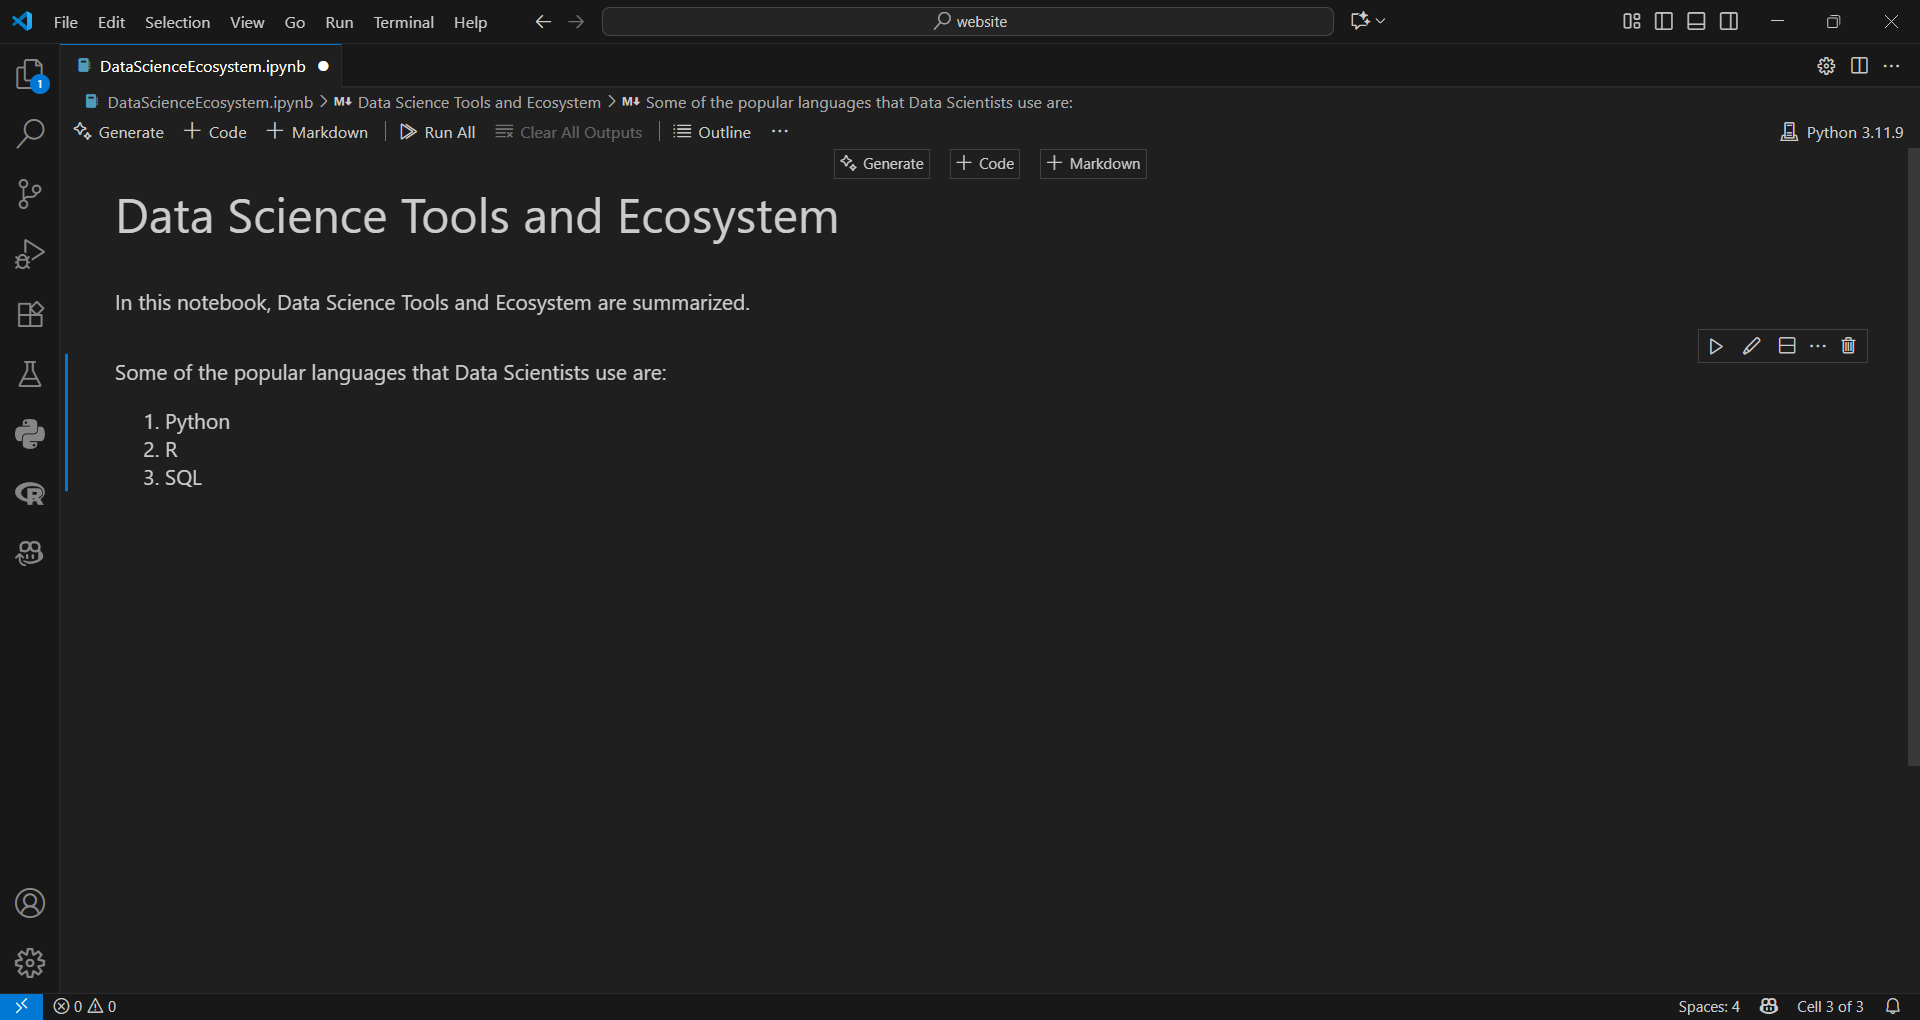 File Edit Selection View Go Run Terminal Help website
DataScienceEcosystem.ipynb
DataScienceEcosystem.ipynb > M↓ Data Science Tools and Ecosystem > M↓ Some of the popular languages that Data Scientists use are:
Generate + Code + Markdown Run All Clear All Outputs Outline ... Python 3.11.9
Generate + Code + Markdown
Data Science Tools and Ecosystem
In this notebook, Data Science Tools and Ecosystem are summarized.
Some of the popular languages that Data Scientists use are:
1. Python
2. R
3. SQL
1
R
0 0 Spaces: 4 Cell 3 of 3